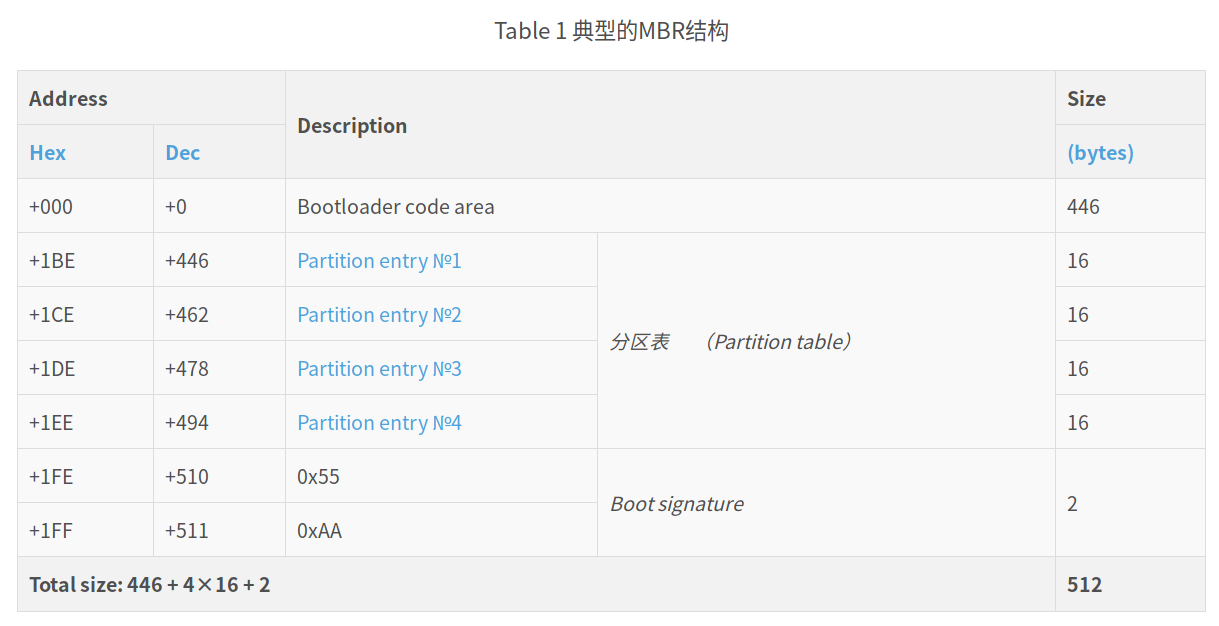 Table 1 典型的MBR结构
Address Description Size
Hex Dec (bytes)
+000 +0 Bootloader code area 446
+1BE +446 Partition entry №1 16
+1CE +462 Partition entry №2 16
分区表 （Partition table）
+1DE +478 Partition entry №3 16
+1EE +494 Partition entry №4 16
+1FE +510 0x55
Boot signature 2
+1FF +511 0xAA
Total size: 446 + 4×16 + 2 512